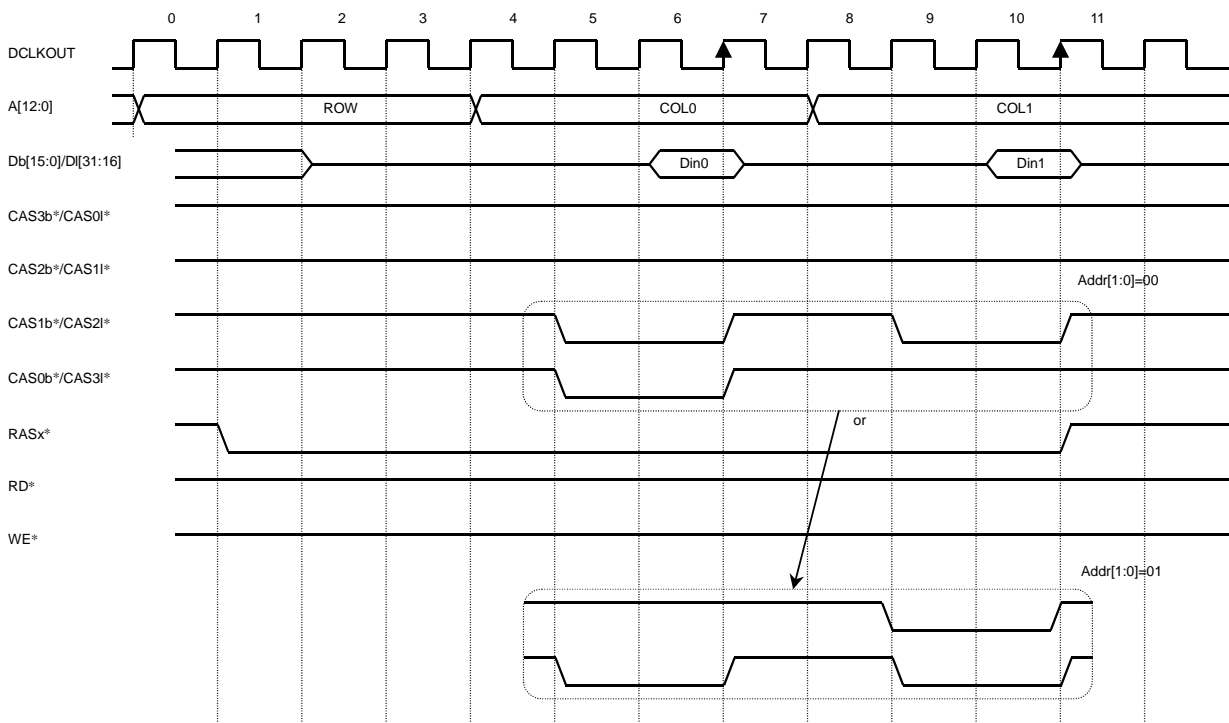 0 1 2 3 4 5 6 7 8 9 10 11
DCLKOUT
A[12:0] ROW COL0 COL1
Db[15:0]/Dl[31:16] Din0 Din1
CAS3b*/CAS0l*
CAS2b*/CAS1l*
Addr[1:0]=00
CAS1b*/CAS2l*
CAS0b*/CAS3l*
or
RASx*
RD*
WE*
Addr[1:0]=01